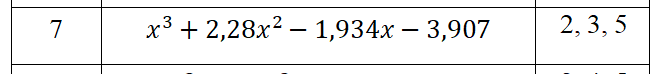 7 x³ + 2,28x² − 1,934x − 3,907 2, 3, 5